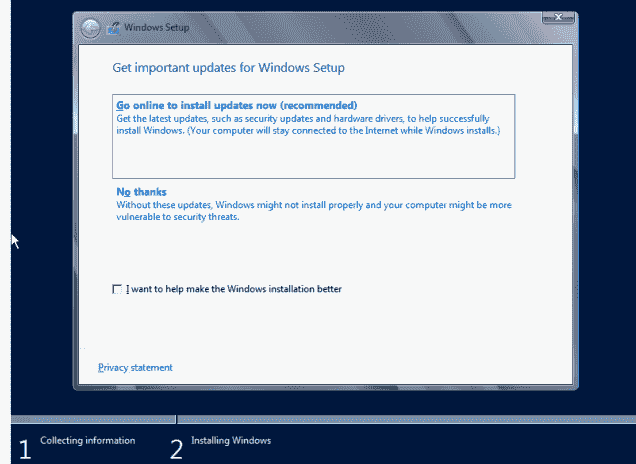 Windows Setup
Get important updates for Windows Setup
Go online to install updates now (recommended)
Get the latest updates, such as security updates and hardware drivers, to help successfully
install Windows. (Your computer will stay connected to the Internet while Windows installs.)
No thanks
Without these updates, Windows might not install properly and your computer might be more
vulnerable to security threats.
I want to help make the Windows installation better
Privacy statement
1 Collecting information 2 Installing Windows